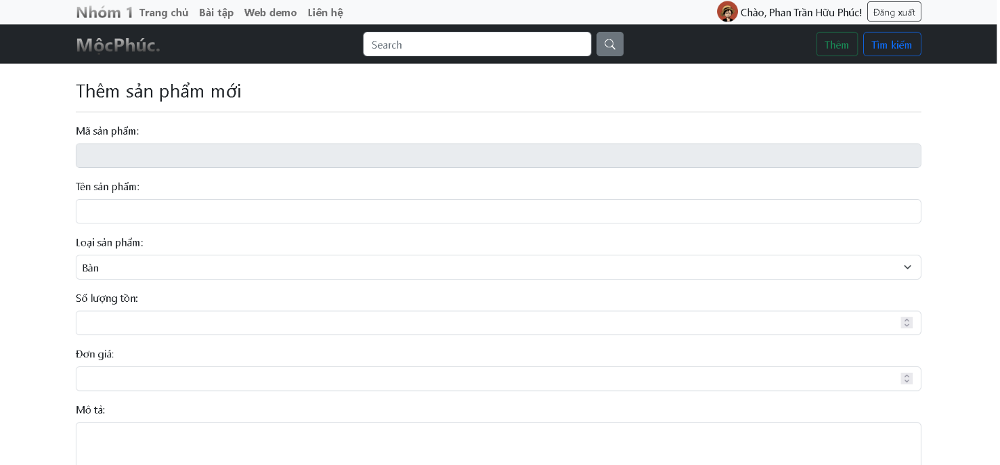 Nhóm 1 Trang chủ Bài tập Web demo Liên hệ Chào, Phan Trần Hữu Phúc! Đăng xuất
MộcPhúc. Search Thêm Tìm kiếm
Thêm sản phẩm mới
Mã sản phẩm:
Tên sản phẩm:
Loại sản phẩm:
Bàn
Số lượng tồn:
Đơn giá:
Mô tả: